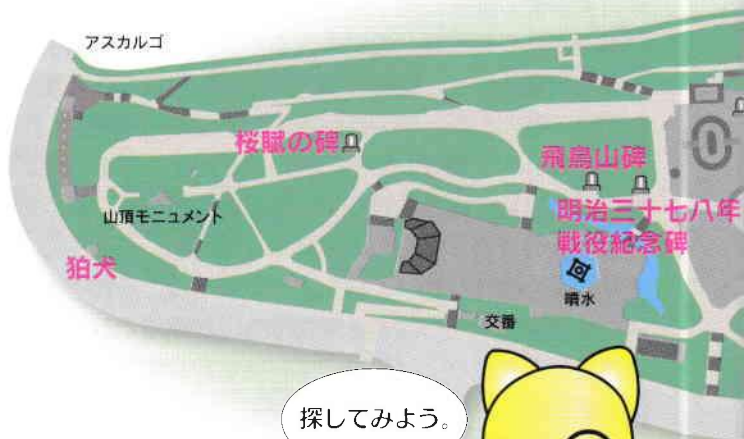 アスカルゴ
桜賦の碑
飛鳥山碑
山頂モニュメント
明治三十七八年
戦役紀念碑
狛犬
噴水
交番
探してみよう。